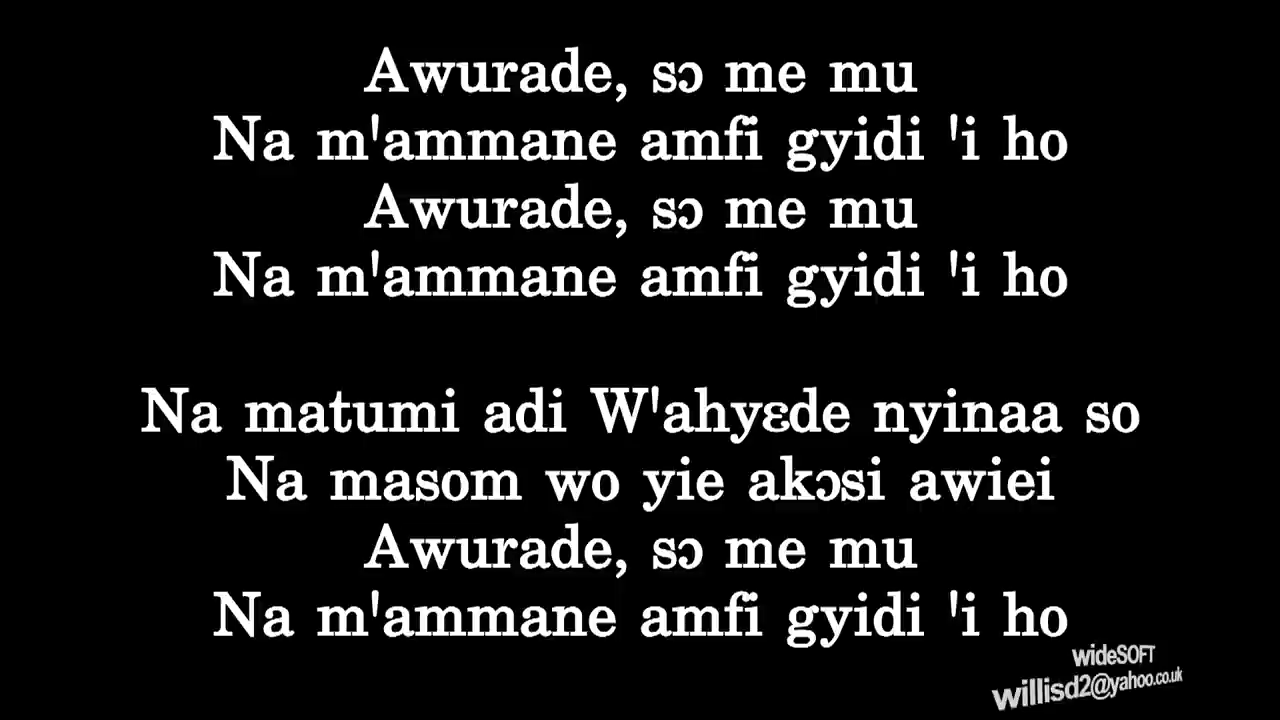 Awurade, sɔ me mu
Na m'ammane amfi gyidi 'i ho
Awurade, sɔ me mu
Na m'ammane amfi gyidi 'i ho
Na matumi adi W'ahyɛde nyinaa so
Na masom wo yie akɔsi awiei
Awurade, sɔ me mu
Na m'ammane amfi gyidi 'i ho
wideSOFT
willisd2@yahoo.co.uk